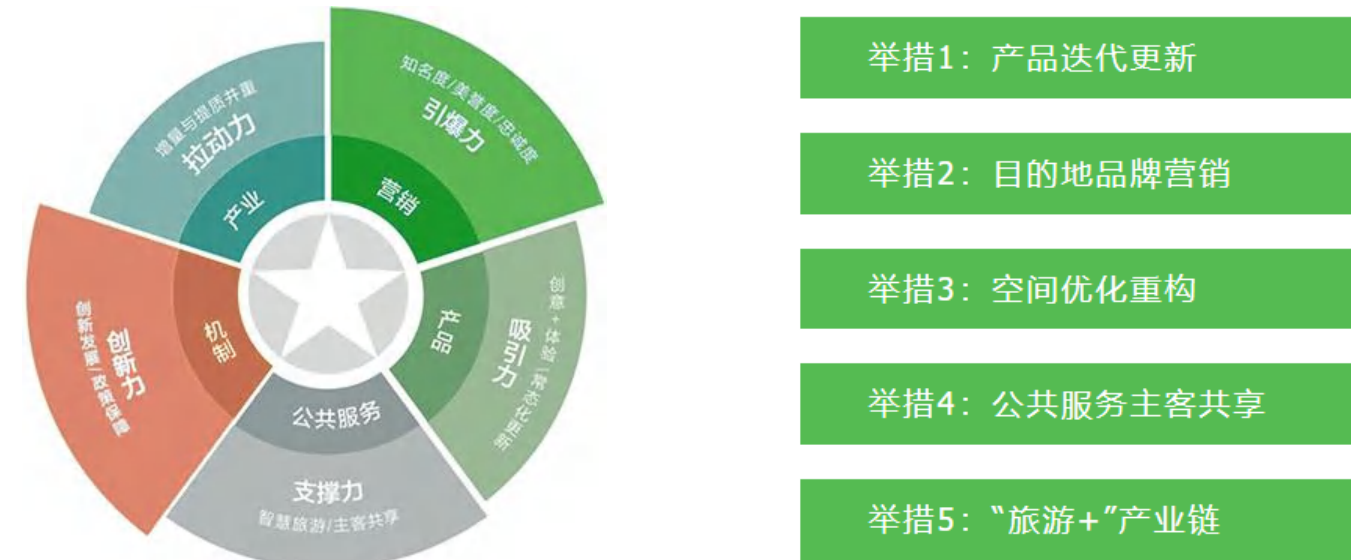 知名度/美誉度/忠诚度
引爆力
营销
增量与提质并重
拉动力
产业
创意+体验/常态化更新
吸引力
产品
创新力
创新发展/政策保障
机制
公共服务
支撑力
智慧旅游/主客共享
举措1：产品迭代更新
举措2：目的地品牌营销
举措3：空间优化重构
举措4：公共服务主客共享
举措5：“旅游+”产业链